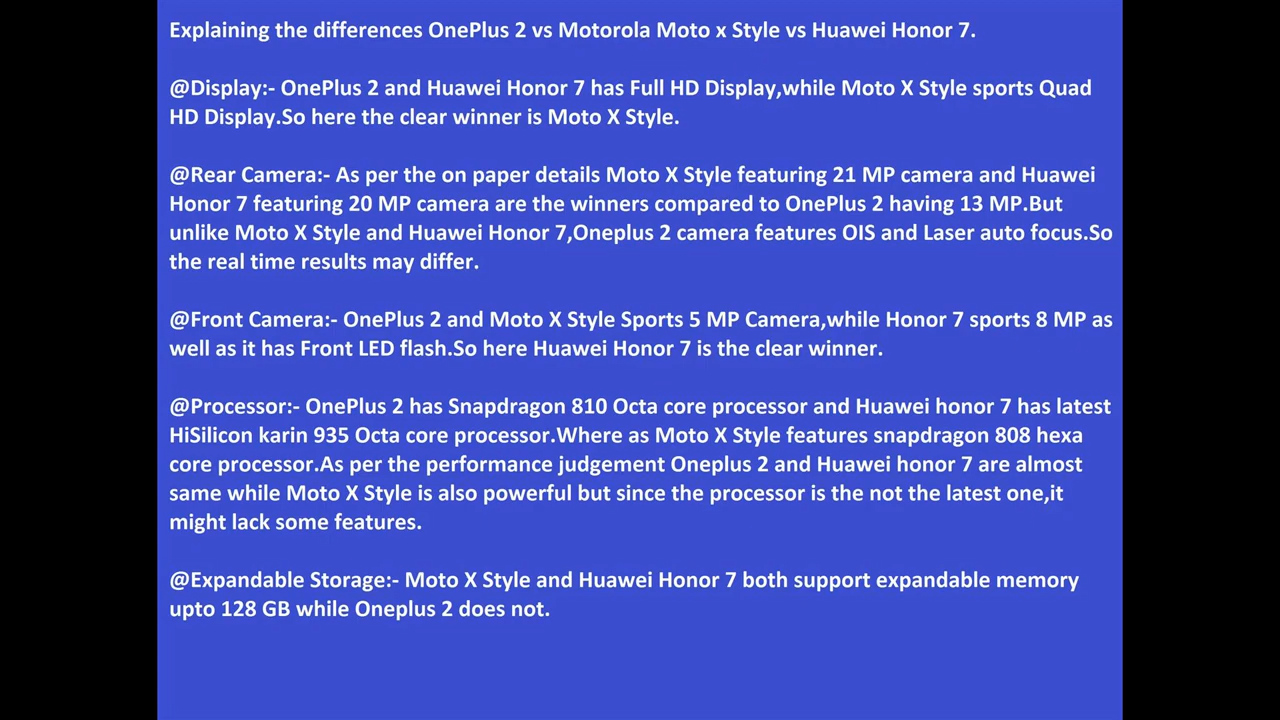 Explaining the differences OnePlus 2 vs Motorola Moto x Style vs Huawei Honor 7.
@Display:- OnePlus 2 and Huawei Honor 7 has Full HD Display,while Moto X Style sports Quad
HD Display.So here the clear winner is Moto X Style.
@Rear Camera:- As per the on paper details Moto X Style featuring 21 MP camera and Huawei
Honor 7 featuring 20 MP camera are the winners compared to OnePlus 2 having 13 MP.But
unlike Moto X Style and Huawei Honor 7,Oneplus 2 camera features OIS and Laser auto focus.So
the real time results may differ.
@Front Camera:- OnePlus 2 and Moto X Style Sports 5 MP Camera,while Honor 7 sports 8 MP as
well as it has Front LED flash.So here Huawei Honor 7 is the clear winner.
@Processor:- OnePlus 2 has Snapdragon 810 Octa core processor and Huawei honor 7 has latest
HiSilicon karin 935 Octa core processor.Where as Moto X Style features snapdragon 808 hexa
core processor.As per the performance judgement Oneplus 2 and Huawei honor 7 are almost
same while Moto X Style is also powerful but since the processor is the not the latest one,it
might lack some features.
@Expandable Storage:- Moto X Style and Huawei Honor 7 both support expandable memory
upto 128 GB while Oneplus 2 does not.